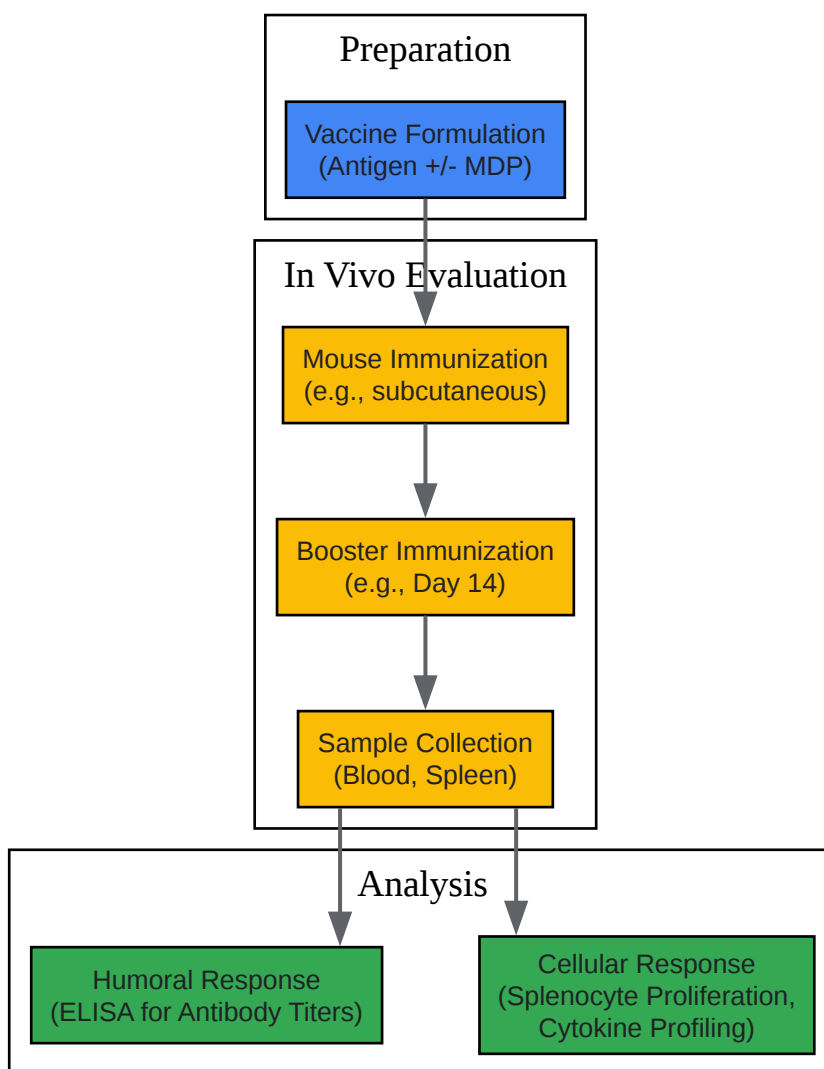 Preparation
Vaccine Formulation
(Antigen +/- MDP)
In Vivo Evaluation
Mouse Immunization
(e.g., subcutaneous)
Booster Immunization
(e.g., Day 14)
Sample Collection
(Blood, Spleen)
Analysis
Humoral Response
(ELISA for Antibody Titers)
Cellular Response
(Splenocyte Proliferation,
Cytokine Profiling)